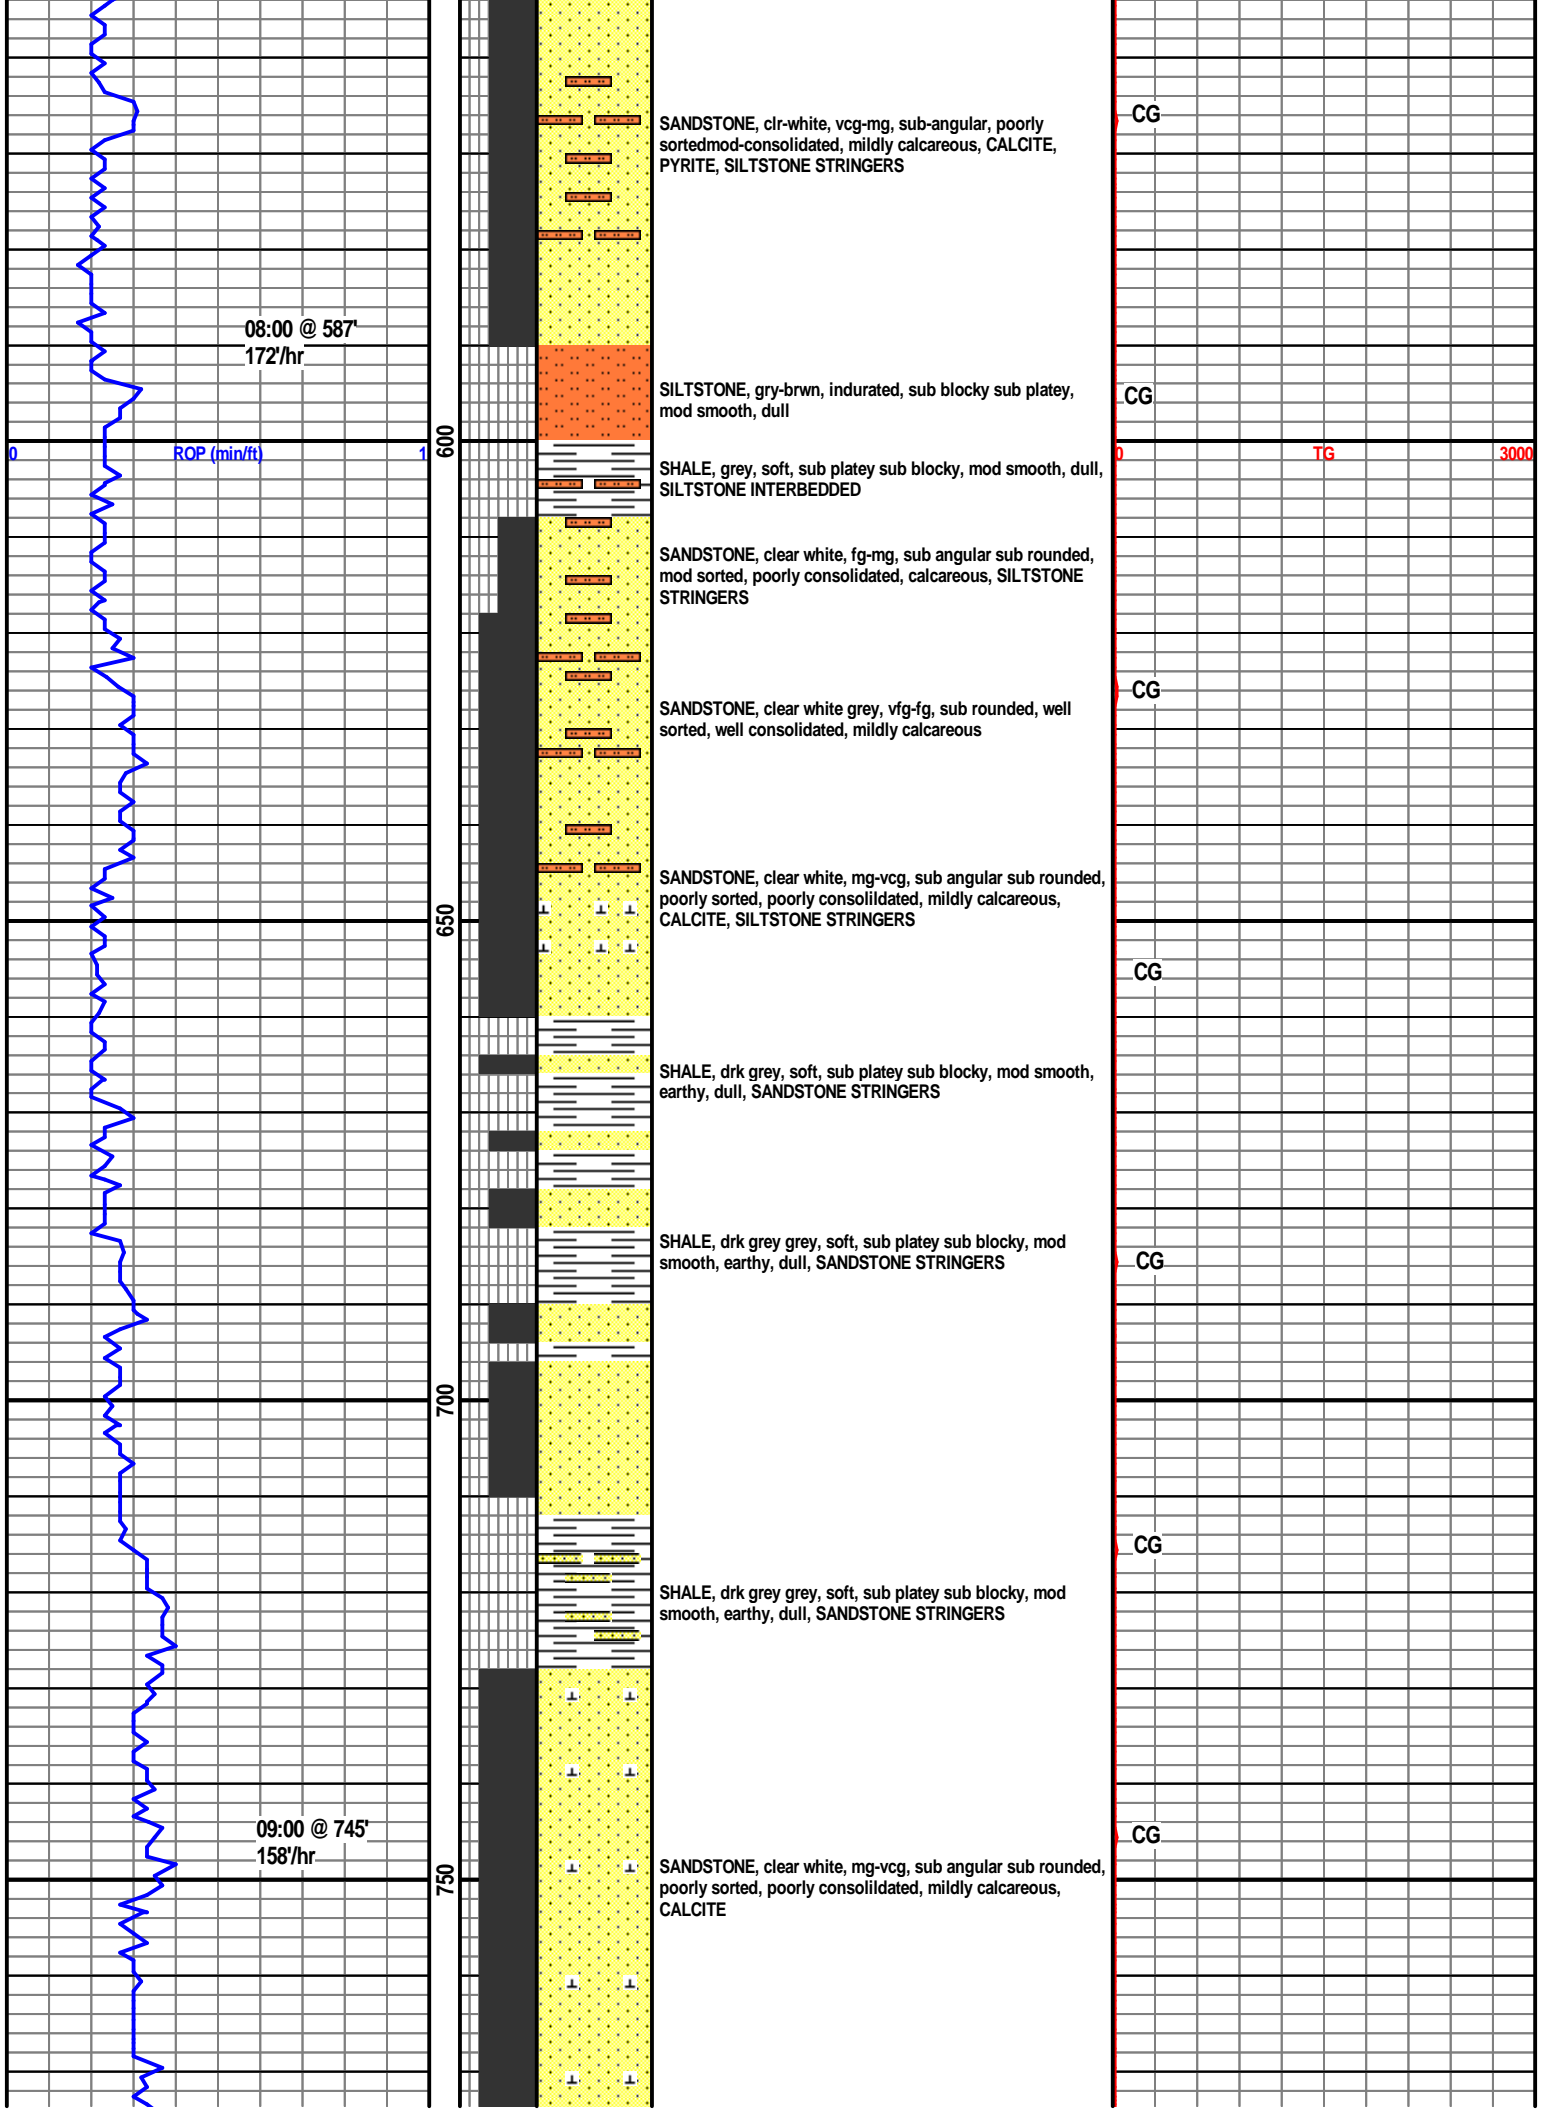 SANDSTONE, clr-white, vcg-mg, sub-angular, poorly
sortedmod-consolidated, mildly calcareous, CALCITE,
PYRITE, SILTSTONE STRINGERS
CG
08:00 @ 587'
172'/hr
SILTSTONE, gry-brwn, indurated, sub blocky sub platey,
mod smooth, dull
CG
0 ROP (min/ft) 1
600
0 TG 3000
SHALE, grey, soft, sub platey sub blocky, mod smooth, dull,
SILTSTONE INTERBEDDED
SANDSTONE, clear white, fg-mg, sub angular sub rounded,
mod sorted, poorly consolidated, calcareous, SILTSTONE
STRINGERS
CG
SANDSTONE, clear white grey, vfg-fg, sub rounded, well
sorted, well consolidated, mildly calcareous
SANDSTONE, clear white, mg-vcg, sub angular sub rounded,
poorly sorted, poorly consolildated, mildly calcareous,
CALCITE, SILTSTONE STRINGERS
650
CG
SHALE, drk grey, soft, sub platey sub blocky, mod smooth,
earthy, dull, SANDSTONE STRINGERS
SHALE, drk grey grey, soft, sub platey sub blocky, mod
smooth, earthy, dull, SANDSTONE STRINGERS
CG
700
CG
SHALE, drk grey grey, soft, sub platey sub blocky, mod
smooth, earthy, dull, SANDSTONE STRINGERS
09:00 @ 745'
158'/hr
CG
750
SANDSTONE, clear white, mg-vcg, sub angular sub rounded,
poorly sorted, poorly consolildated, mildly calcareous,
CALCITE